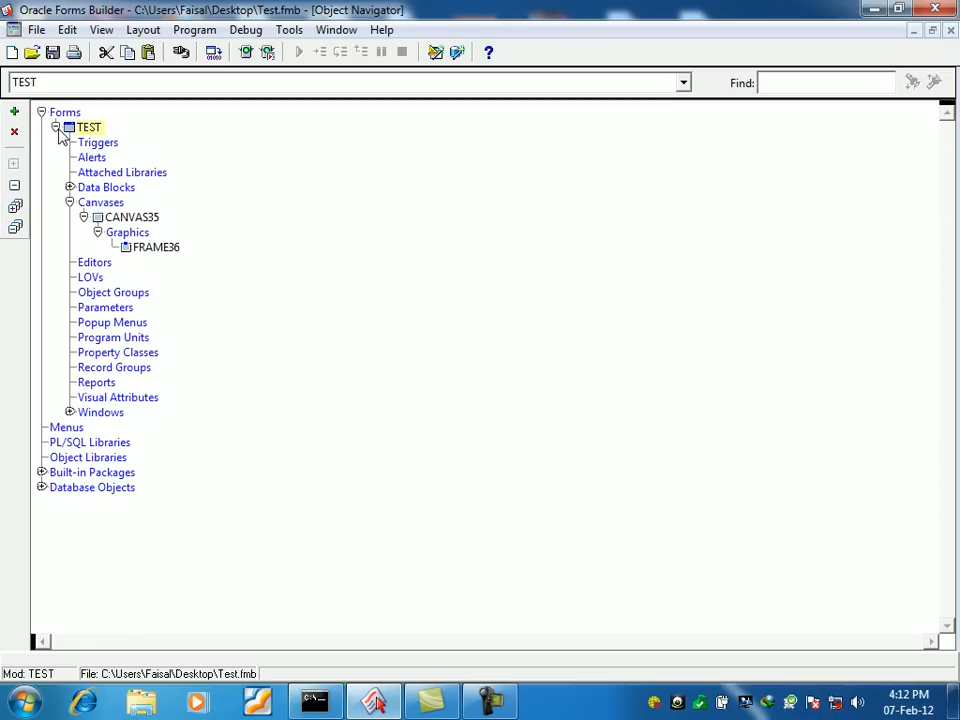 Oracle Forms Builder - C:\Users\Faisal\Desktop\Test.fmb - [Object Navigator]
File Edit View Layout Program Debug Tools Window Help
TEST
Find:
Forms
TEST
Triggers
Alerts
Attached Libraries
Data Blocks
Canvases
CANVAS35
Graphics
FRAME36
Editors
LOVs
Object Groups
Parameters
Popup Menus
Program Units
Property Classes
Record Groups
Reports
Visual Attributes
Windows
Menus
PL/SQL Libraries
Object Libraries
Built-in Packages
Database Objects
Mod: TEST File: C:\Users\Faisal\Desktop\Test.fmb
4:12 PM
07-Feb-12